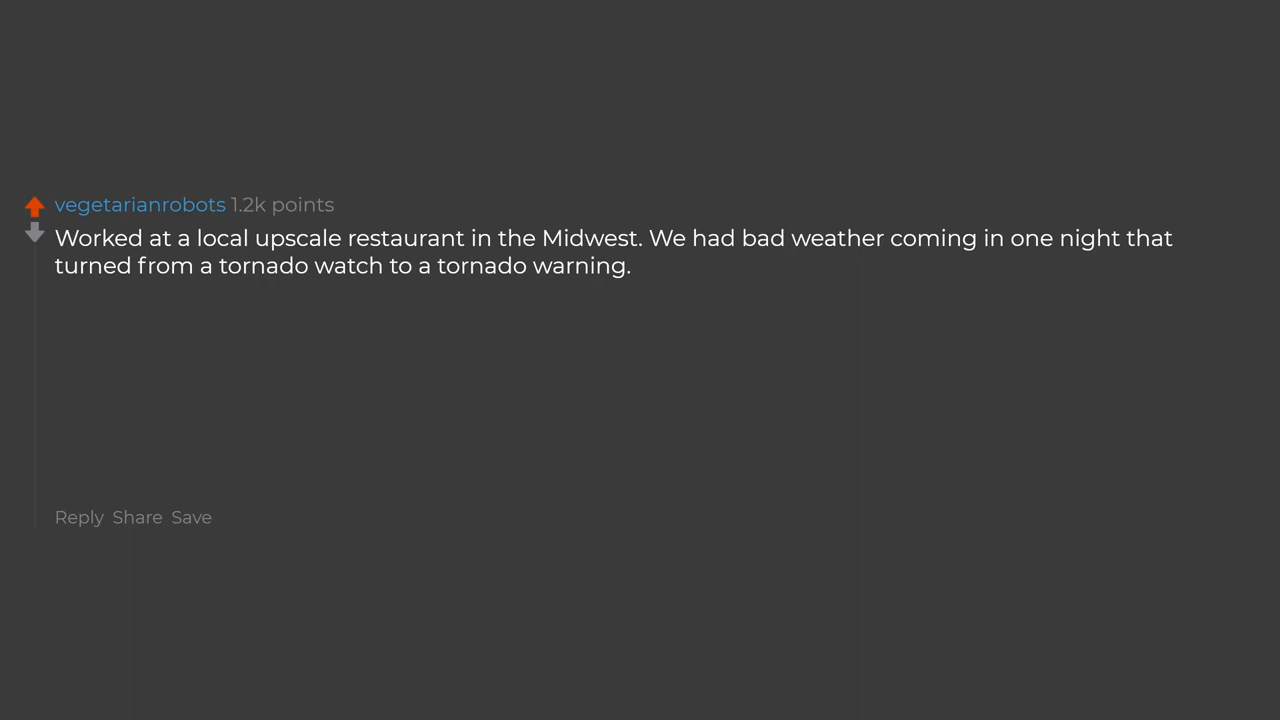 vegetarianrobots 1.2k points
Worked at a local upscale restaurant in the Midwest. We had bad weather coming in one night that
turned from a tornado watch to a tornado warning.
Reply Share Save